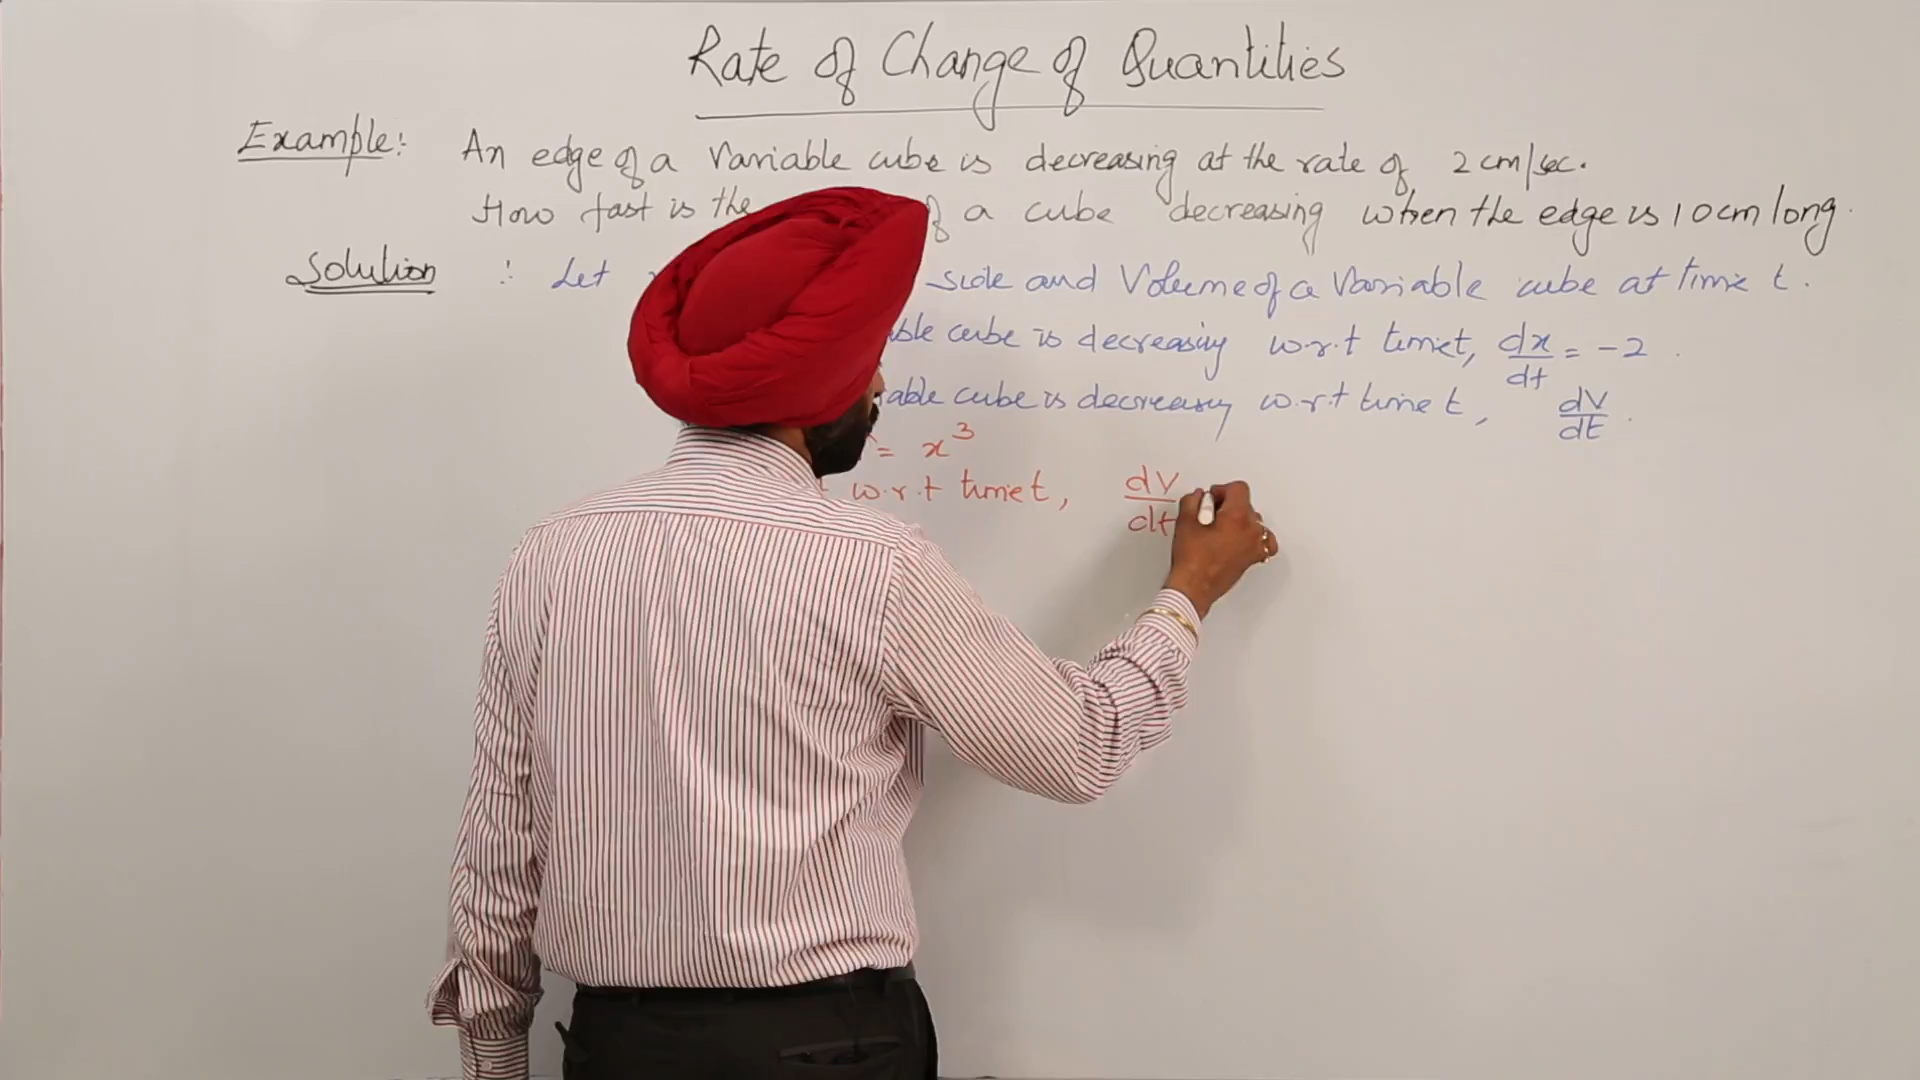 Rate of Change of Quantities
Example: An edge of a Variable cube is decreasing at the rate of 2 cm/sec.
How fast is the of a cube decreasing when the edge is 10 cm long.
Solution : Let side and Volume of a Variable cube at time t.
cube is decreasing w.r.t time t, dx/dt = -2.
cube is decreasing w.r.t time t, dV/dt.
= x³
w.r.t time t, dV/dt